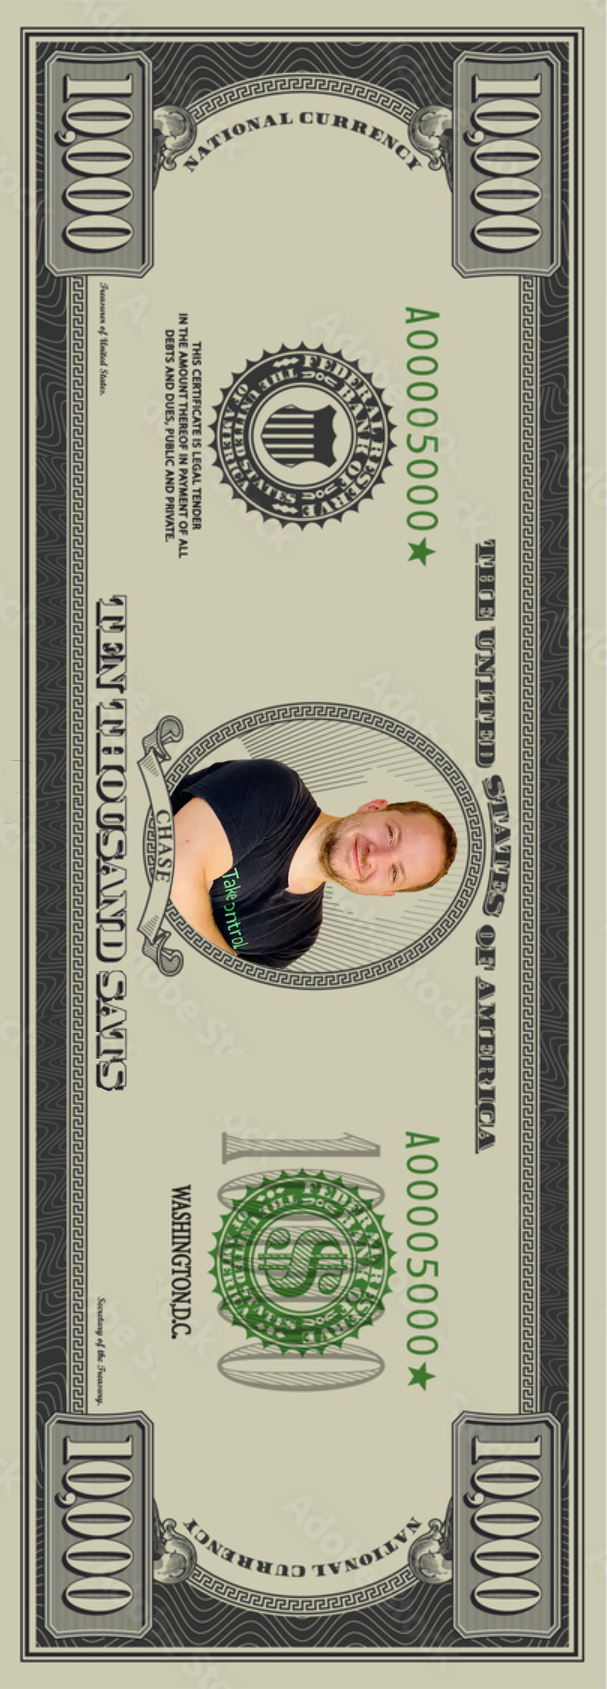 10,000
10,000
THE UNITED STATES OF AMERICA
A00005000★
A00005000★
NATIONAL CURRENCY
NATIONAL CURRENCY
FEDERAL RESERVE
BANK OF
THE UNITED STATES OF AMERICA
FEDERAL RESERVE
BANK OF
THE UNITED STATES OF AMERICA
$
THIS CERTIFICATE IS LEGAL TENDER
IN THE AMOUNT THEREOF IN PAYMENT OF ALL
DEBTS AND DUES, PUBLIC AND PRIVATE.
Take ontrol
CHASE
WASHINGTON,D.C.
Treasurer of United States.
TEN THOUSAND SATS
Secretary of the Treasury.
10,000
10,000
Adobe Stock